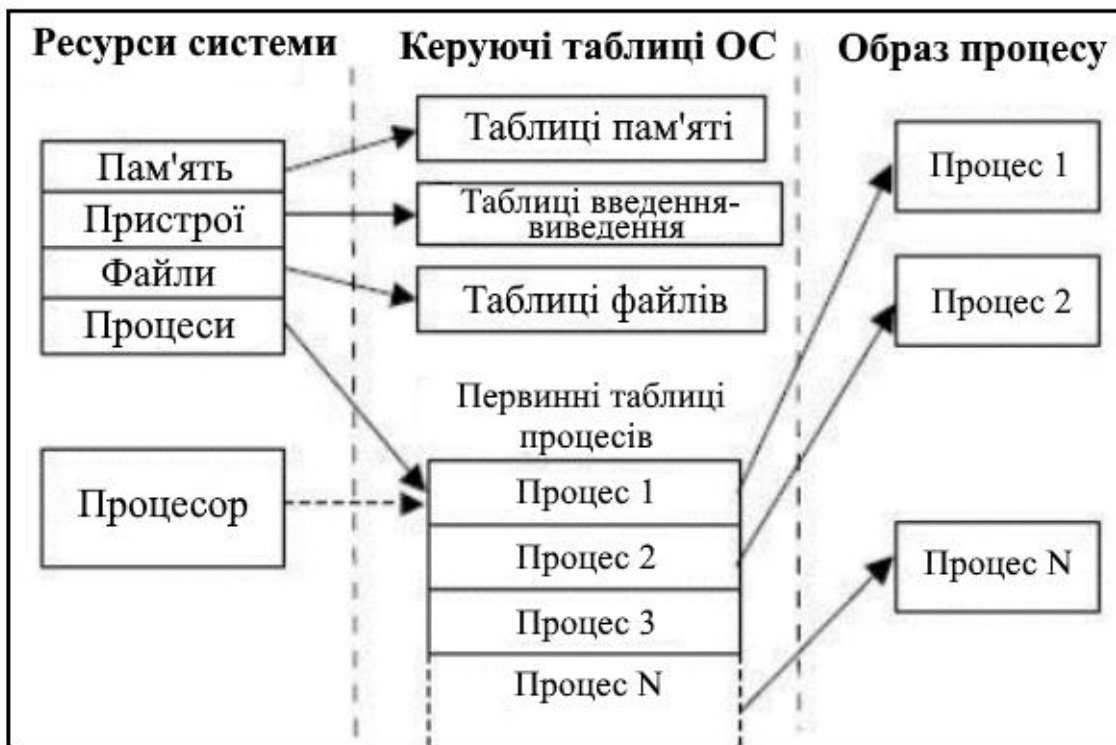 Ресурси системи
Керуючі таблиці ОС
Образ процесу
Пам'ять
Пристрої
Файли
Процеси
Процесор
Таблиці пам'яті
Таблиці введення-
виведення
Таблиці файлів
Первинні таблиці
процесів
Процес 1
Процес 2
Процес 3
Процес N
Процес 1
Процес 2
Процес N